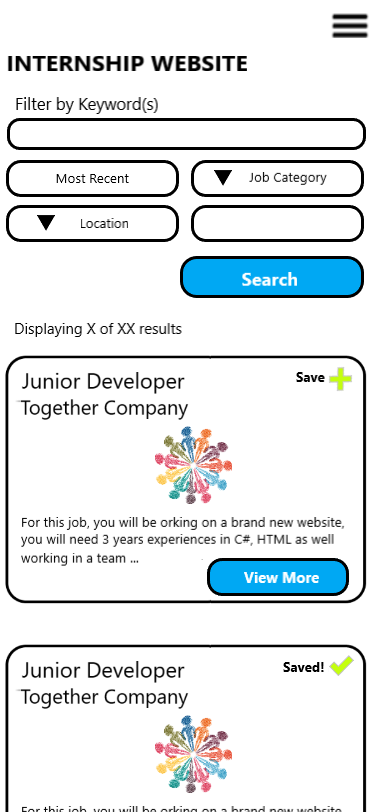 INTERNSHIP WEBSITE
Filter by Keyword(s)
Most Recent
Job Category
Location
Search
Displaying X of XX results
Junior Developer
Save
Together Company
For this job, you will be orking on a brand new website,
you will need 3 years experiences in C#, HTML as well
working in a team ...
View More
Junior Developer
Saved!
Together Company
For this job, you will be orking on a brand new website,